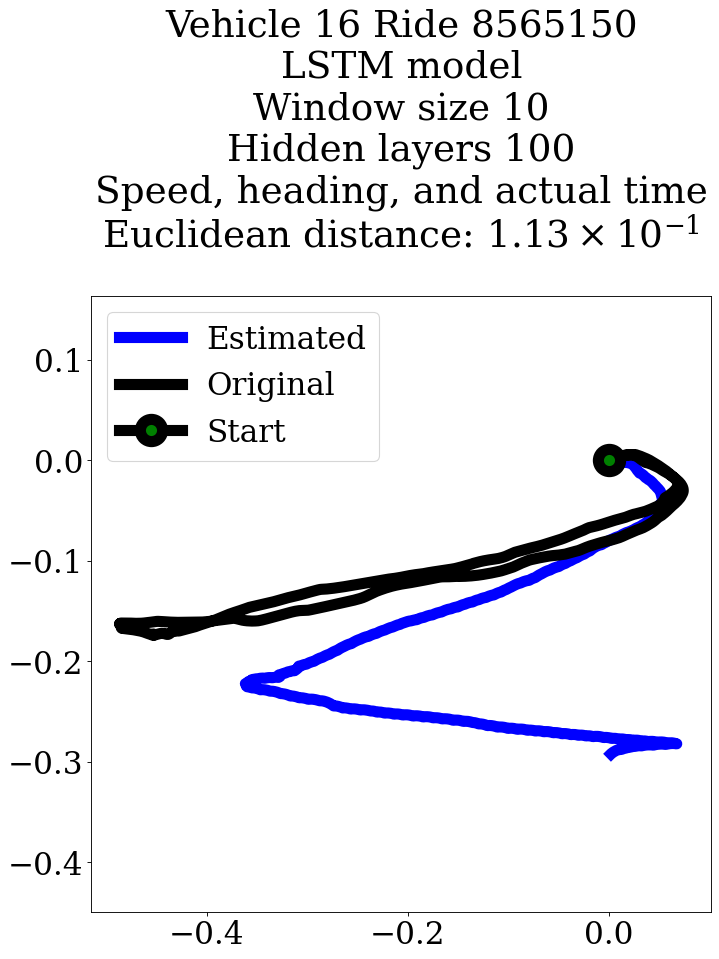 Vehicle 16 Ride 8565150
LSTM model
Window size 10
Hidden layers 100
Speed, heading, and actual time
Euclidean distance: 1.13 × 10⁻¹
Estimated
Original
Start
0.1
0.0
−0.1
−0.2
−0.3
−0.4
−0.4 −0.2 0.0